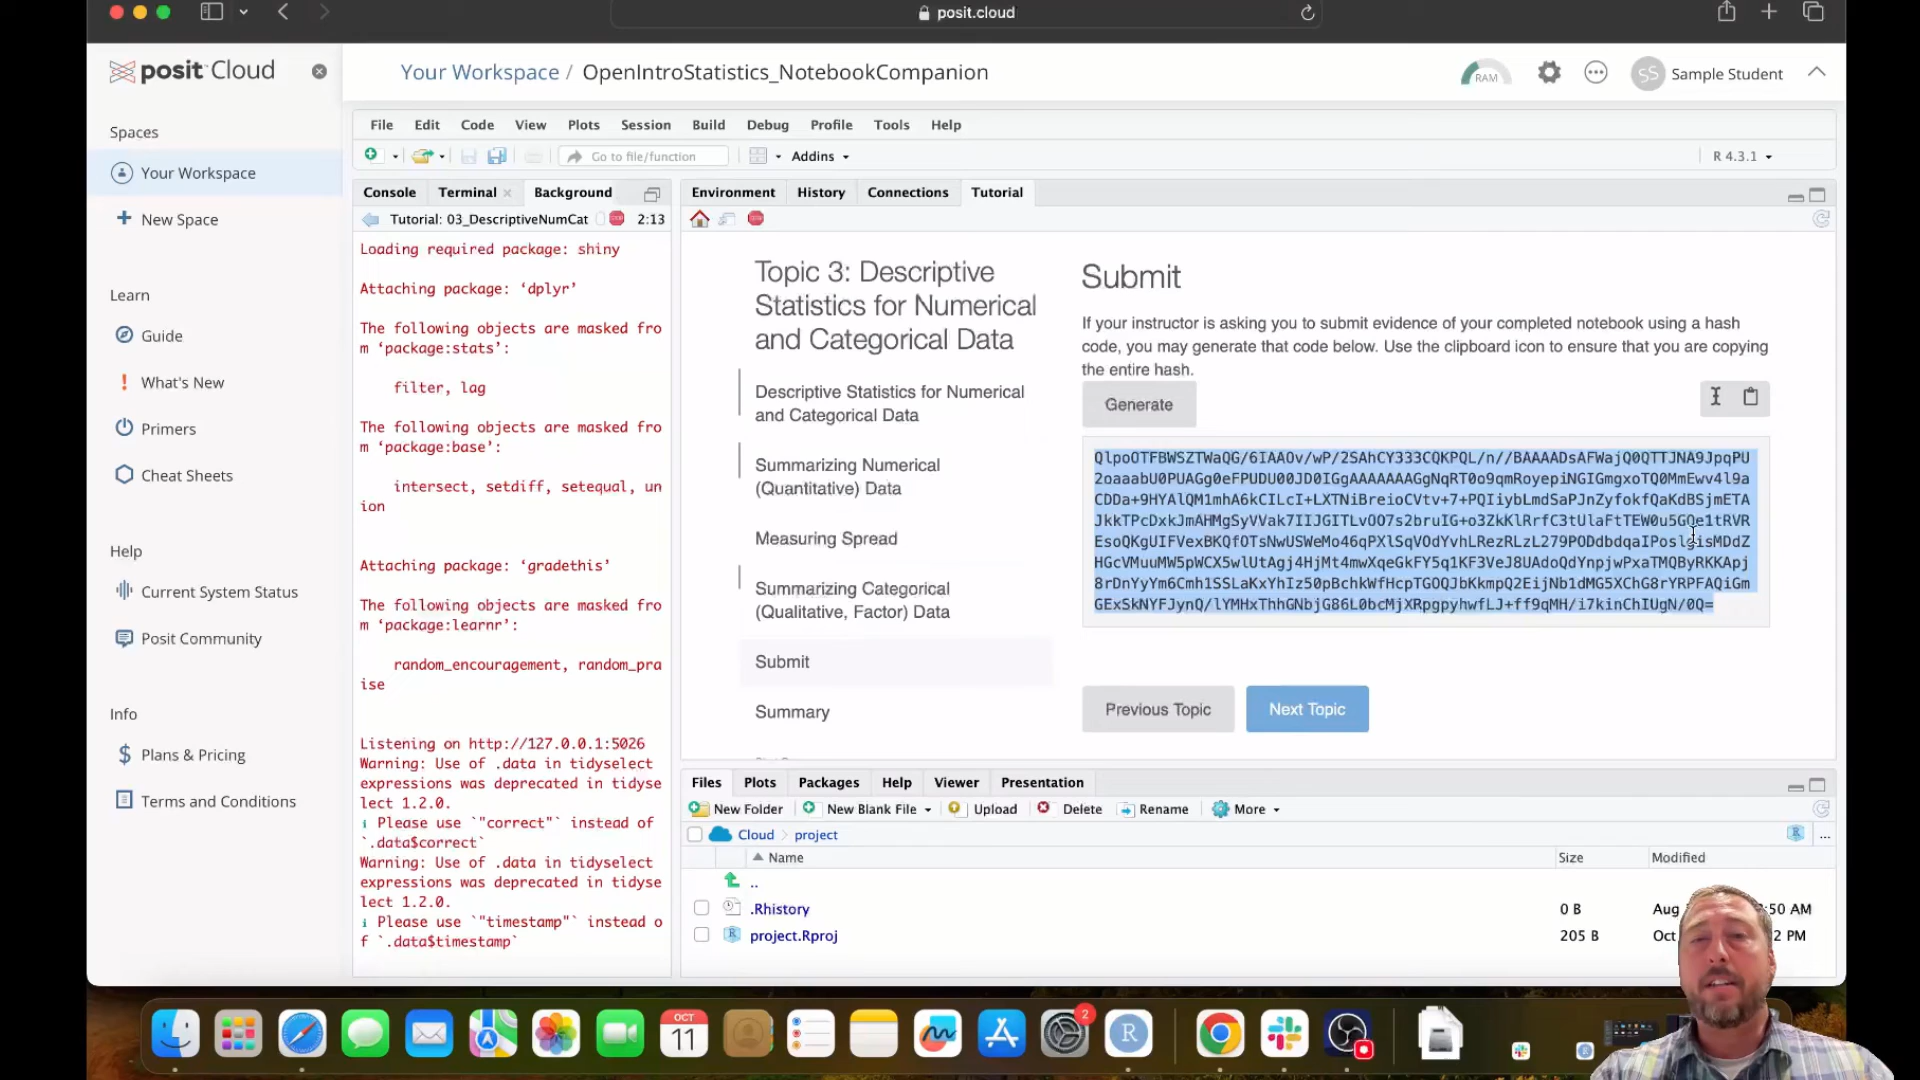 posit.cloud
posit Cloud
Your Workspace / OpenIntroStatistics_NotebookCompanion
RAM
SS
Sample Student
Spaces
Your Workspace
New Space
Learn
Guide
What's New
Primers
Cheat Sheets
Help
Current System Status
Posit Community
Info
Plans & Pricing
Terms and Conditions
File Edit Code View Plots Session Build Debug Profile Tools Help
Go to file/function
Addins
R 4.3.1
Console Terminal Background
Tutorial: 03_DescriptiveNumCat
2:13
Loading required package: shiny
Attaching package: ‘dplyr’
The following objects are masked fro
m ‘package:stats’:
filter, lag
The following objects are masked fro
m ‘package:base’:
intersect, setdiff, setequal, un
ion
Attaching package: ‘gradethis’
The following objects are masked fro
m ‘package:learnr’:
random_encouragement, random_pra
ise
Listening on http://127.0.0.1:5026
Warning: Use of .data in tidyselect
expressions was deprecated in tidyse
lect 1.2.0.
i Please use `"correct"` instead of
`.data$correct`
Warning: Use of .data in tidyselect
expressions was deprecated in tidyse
lect 1.2.0.
i Please use `"timestamp"` instead o
f `.data$timestamp`
Environment History Connections Tutorial
Topic 3: Descriptive
Statistics for Numerical
and Categorical Data
Descriptive Statistics for Numerical
and Categorical Data
Summarizing Numerical
(Quantitative) Data
Measuring Spread
Summarizing Categorical
(Qualitative, Factor) Data
Submit
Summary
Submit
If your instructor is asking you to submit evidence of your completed notebook using a hash
code, you may generate that code below. Use the clipboard icon to ensure that you are copying
the entire hash.
Generate
Previous Topic
Next Topic
Files Plots Packages Help Viewer Presentation
New Folder New Blank File Upload Delete Rename More
Cloud project
...
Name Size Modified
..
.Rhistory 0 B Aug :50 AM
project.Rproj 205 B Oct 2 PM
OCT
11
2
R